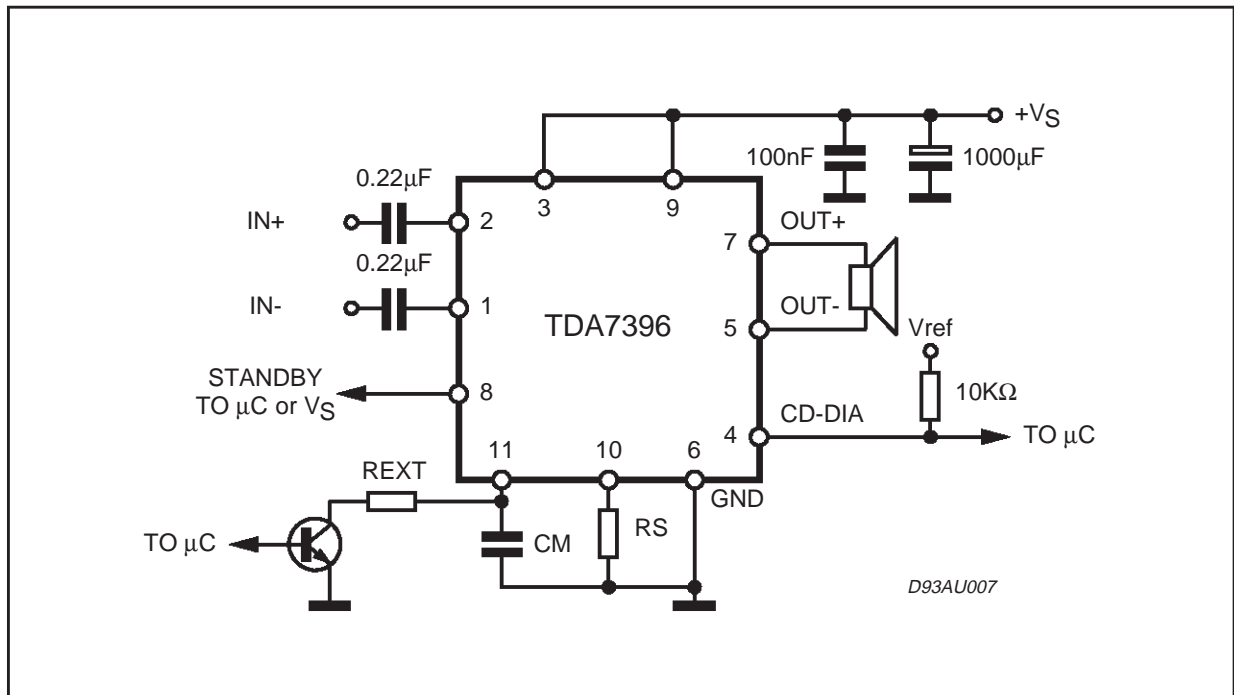 +VS
100nF
1000μF
0.22μF
3
9
IN+
2
7
OUT+
0.22μF
IN-
1
TDA7396
OUT-
5
Vref
STANDBY
TO μC or VS
8
10KΩ
CD-DIA
4
TO μC
11
10
6
REXT
GND
TO μC
CM
RS
D93AU007